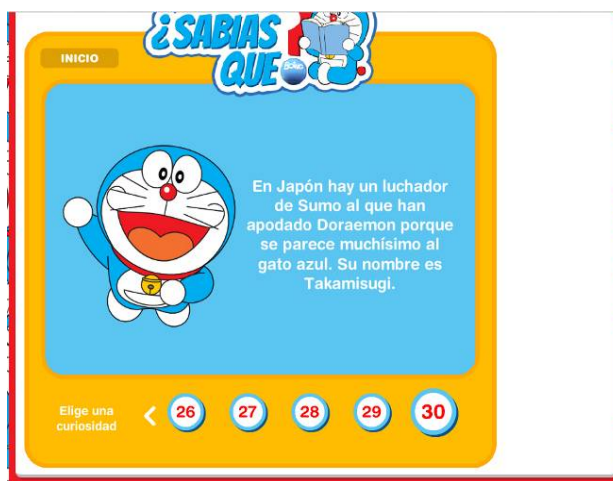 ¿SABIAS
QUE
INICIO
En Japón hay un luchador
de Sumo al que han
apodado Doraemon porque
se parece muchísimo al
gato azul. Su nombre es
Takamisugi.
Elige una
curiosidad
26
27
28
29
30